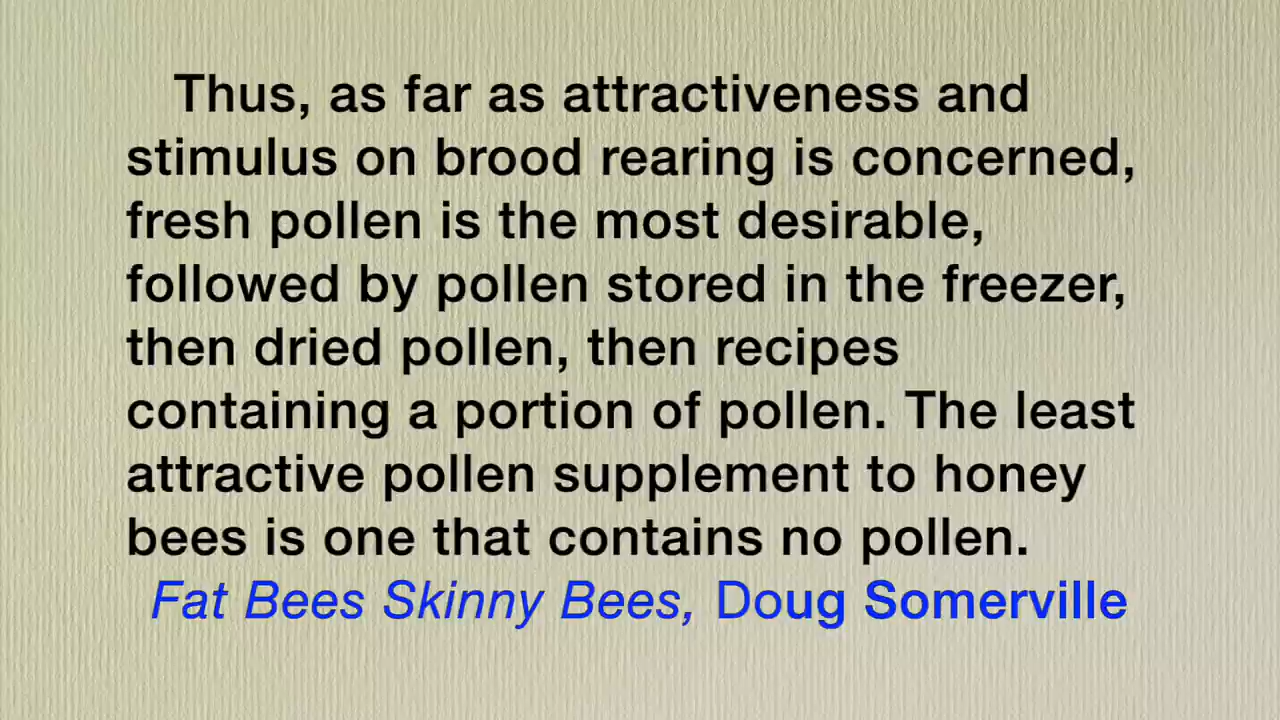 Thus, as far as attractiveness and
stimulus on brood rearing is concerned,
fresh pollen is the most desirable,
followed by pollen stored in the freezer,
then dried pollen, then recipes
containing a portion of pollen. The least
attractive pollen supplement to honey
bees is one that contains no pollen.
Fat Bees Skinny Bees, Doug Somerville